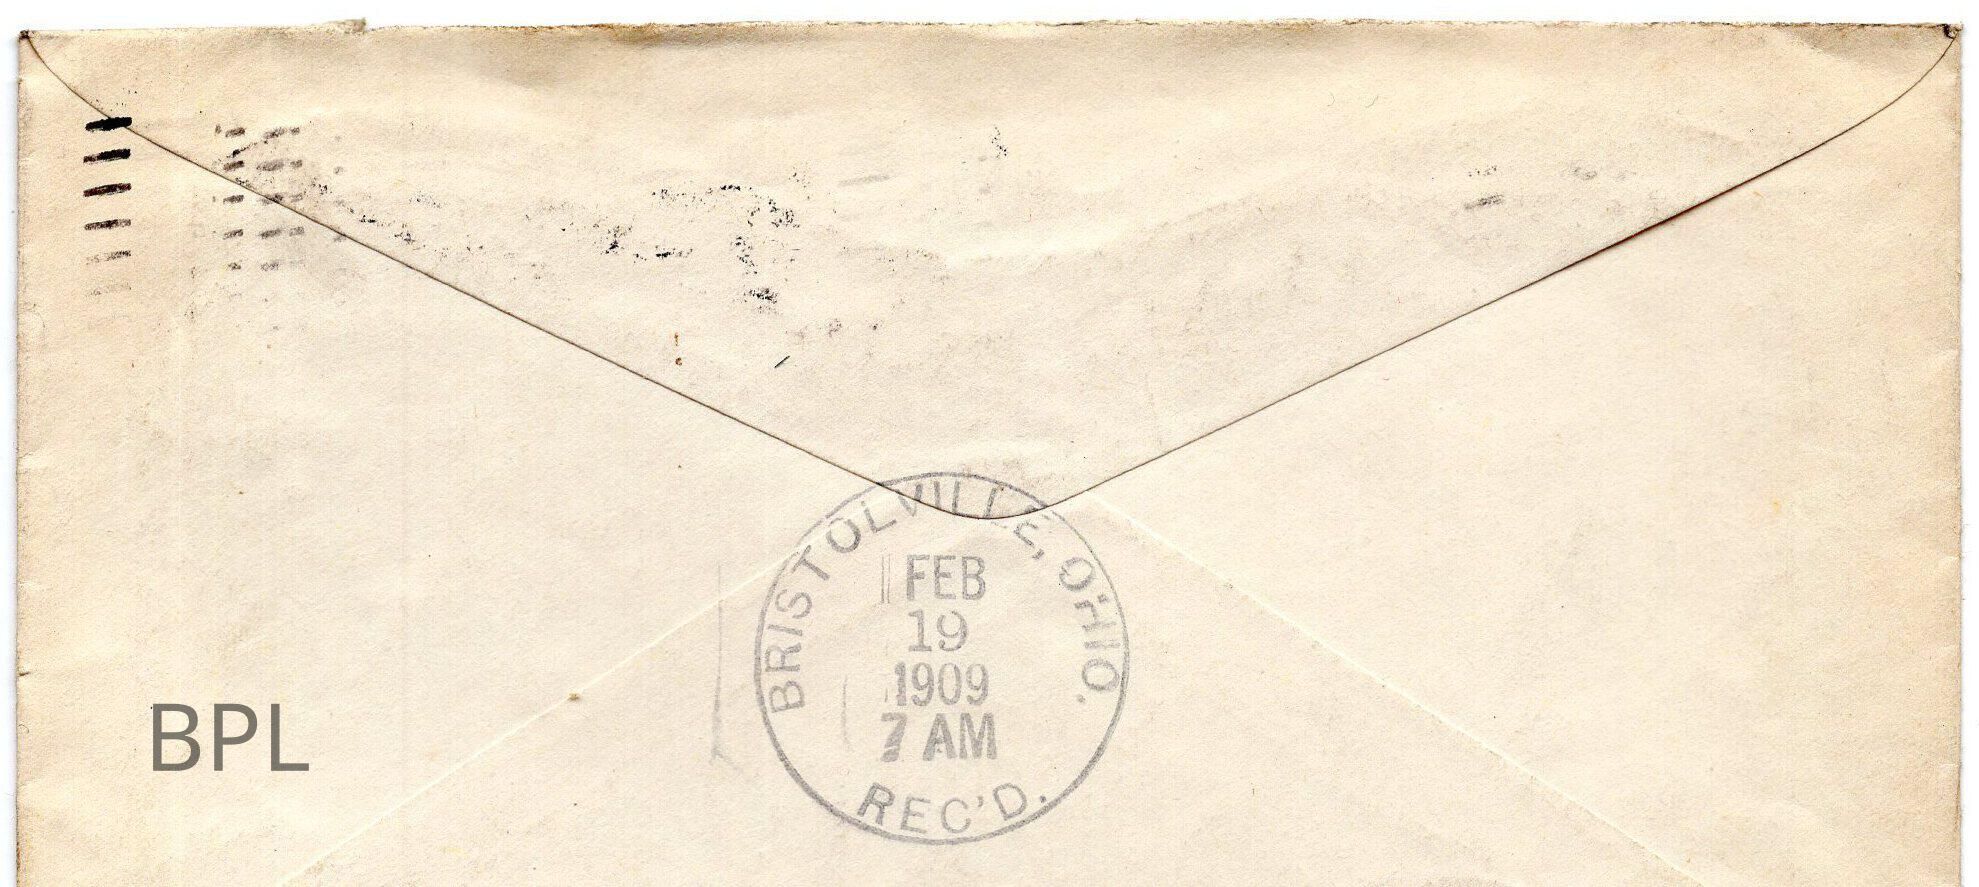 BRISTOLVILLE, OHIO.
FEB
19
1909
7 AM
REC'D.
BPL